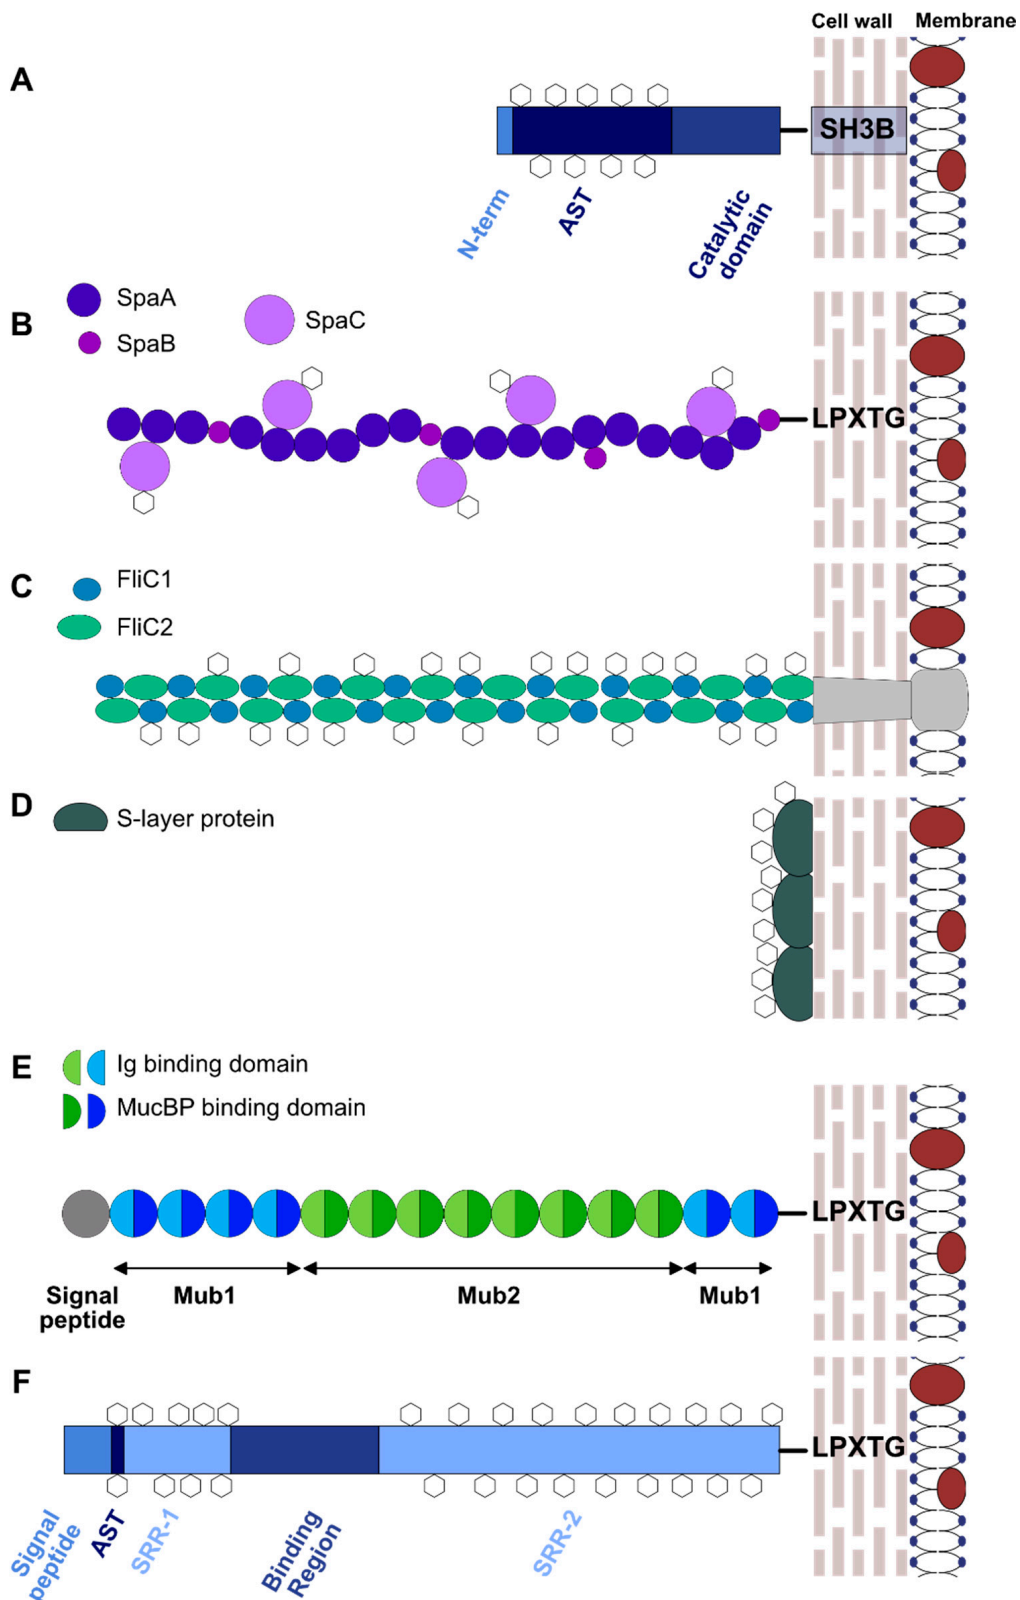 Cell wall Membrane
A
SH3B
N-term
AST
Catalytic
domain
B
SpaA
SpaB
SpaC
LPXTG
C
FliC1
FliC2
D
S-layer protein
E
Ig binding domain
MucBP binding domain
LPXTG
Signal
peptide
Mub1
Mub2
Mub1
F
LPXTG
Signal
peptide
AST
SRR-1
Binding
Region
SRR-2